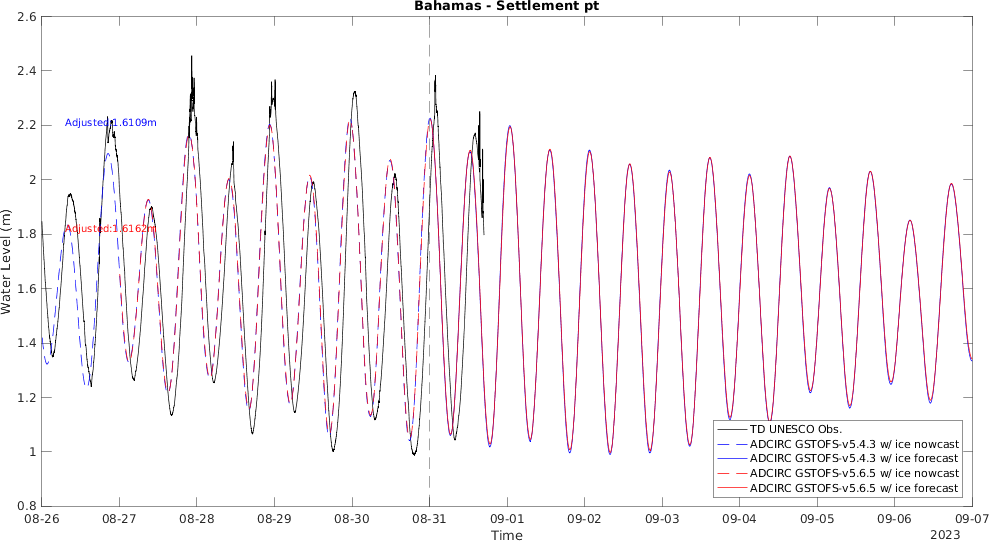 Bahamas - Settlement pt
2.6
2.4
2.2
2
1.8
1.6
1.4
1.2
1
0.8
Water Level (m)
Adjusted:1.6109m
Adjusted:1.6162m
TD UNESCO Obs.
ADCIRC GSTOFS-v5.4.3 w/ ice nowcast
ADCIRC GSTOFS-v5.4.3 w/ ice forecast
ADCIRC GSTOFS-v5.6.5 w/ ice nowcast
ADCIRC GSTOFS-v5.6.5 w/ ice forecast
08-26 08-27 08-28 08-29 08-30 08-31 09-01 09-02 09-03 09-04 09-05 09-06 09-07
Time
2023